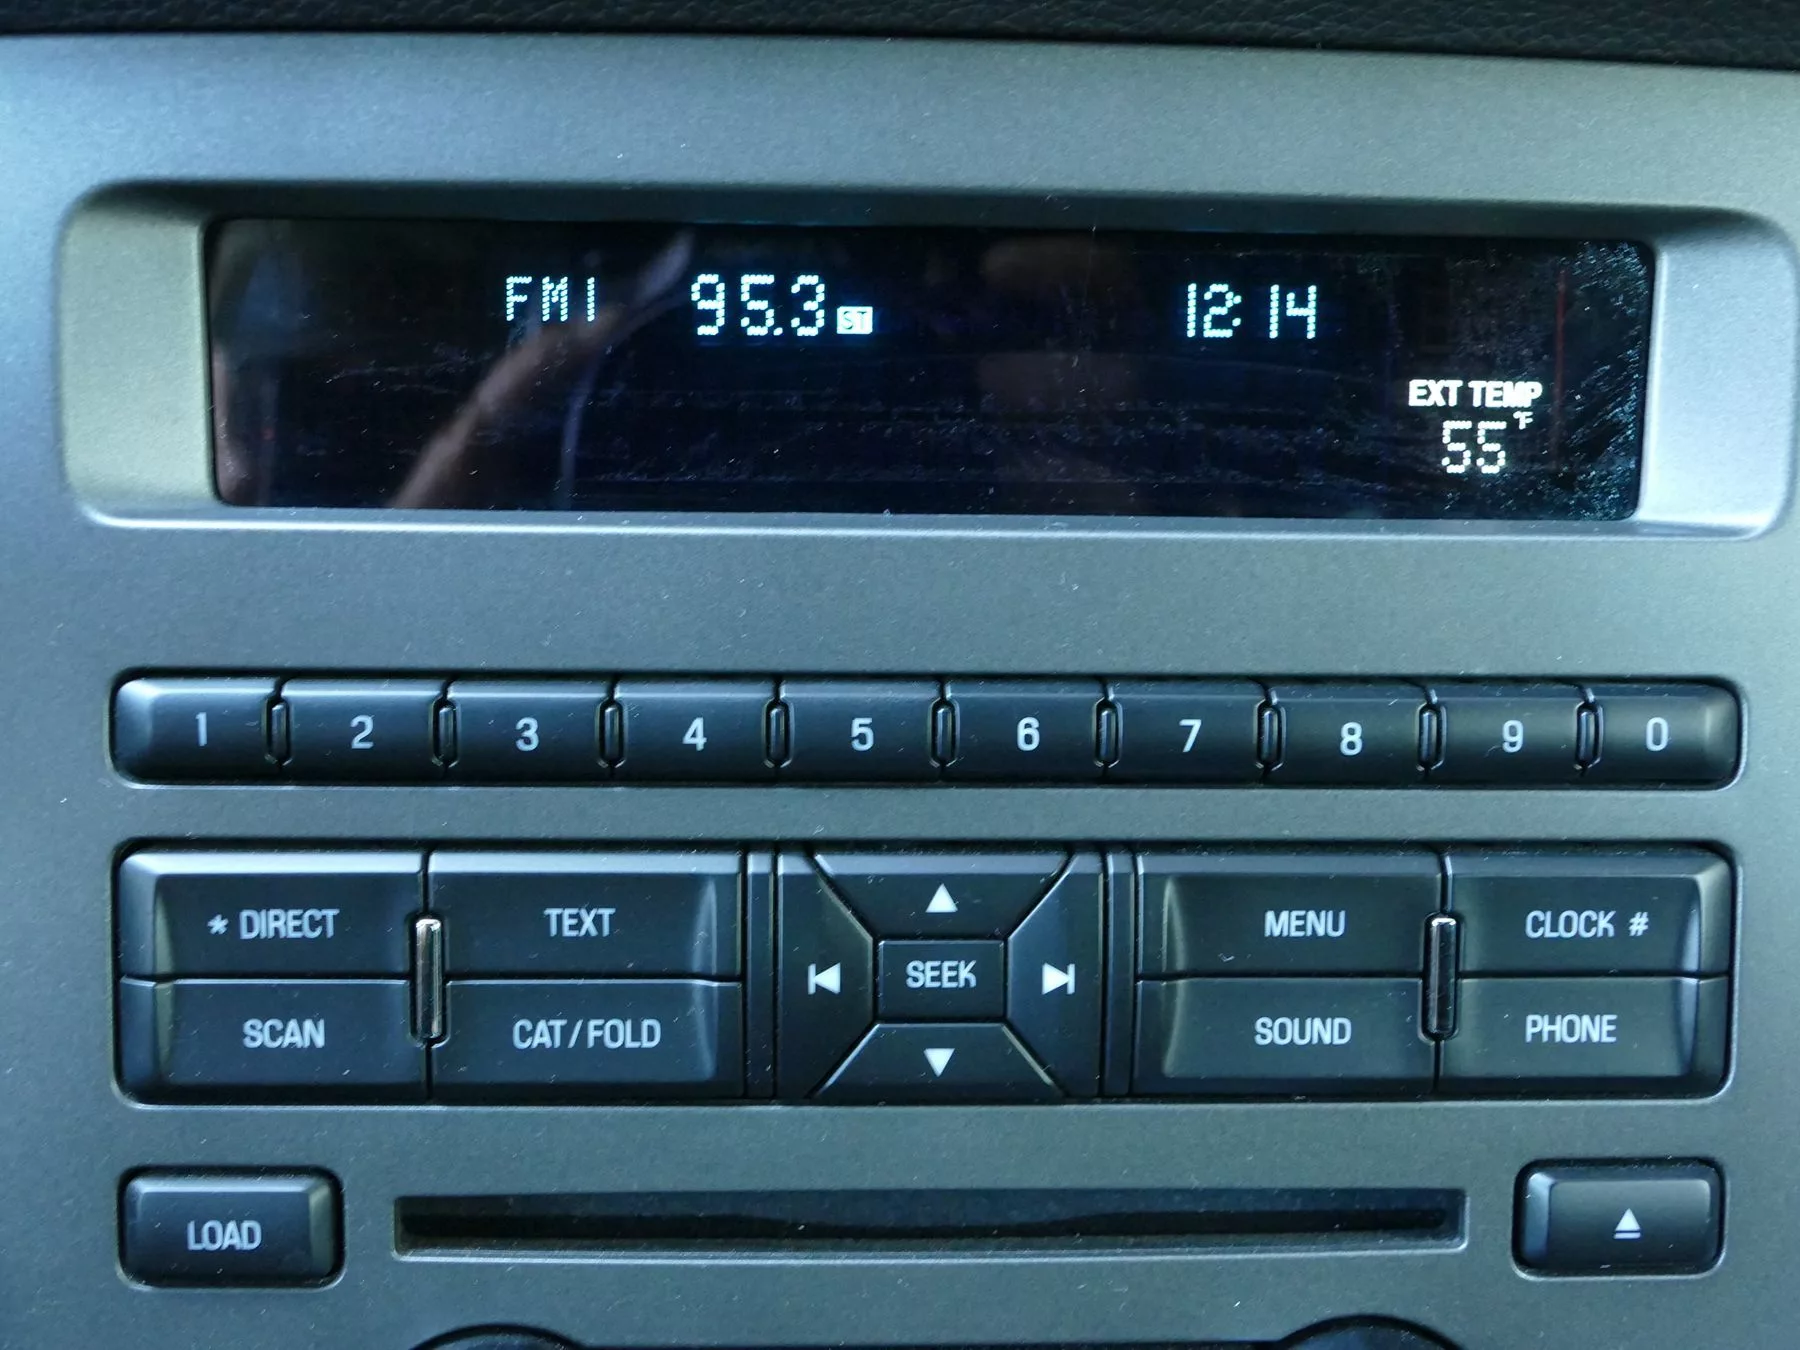 FM1 95.3 ST 12:14
EXT TEMP
°F
55
1 2 3 4 5 6 7 8 9 0
* DIRECT TEXT MENU CLOCK #
SEEK
SCAN CAT/FOLD SOUND PHONE
LOAD